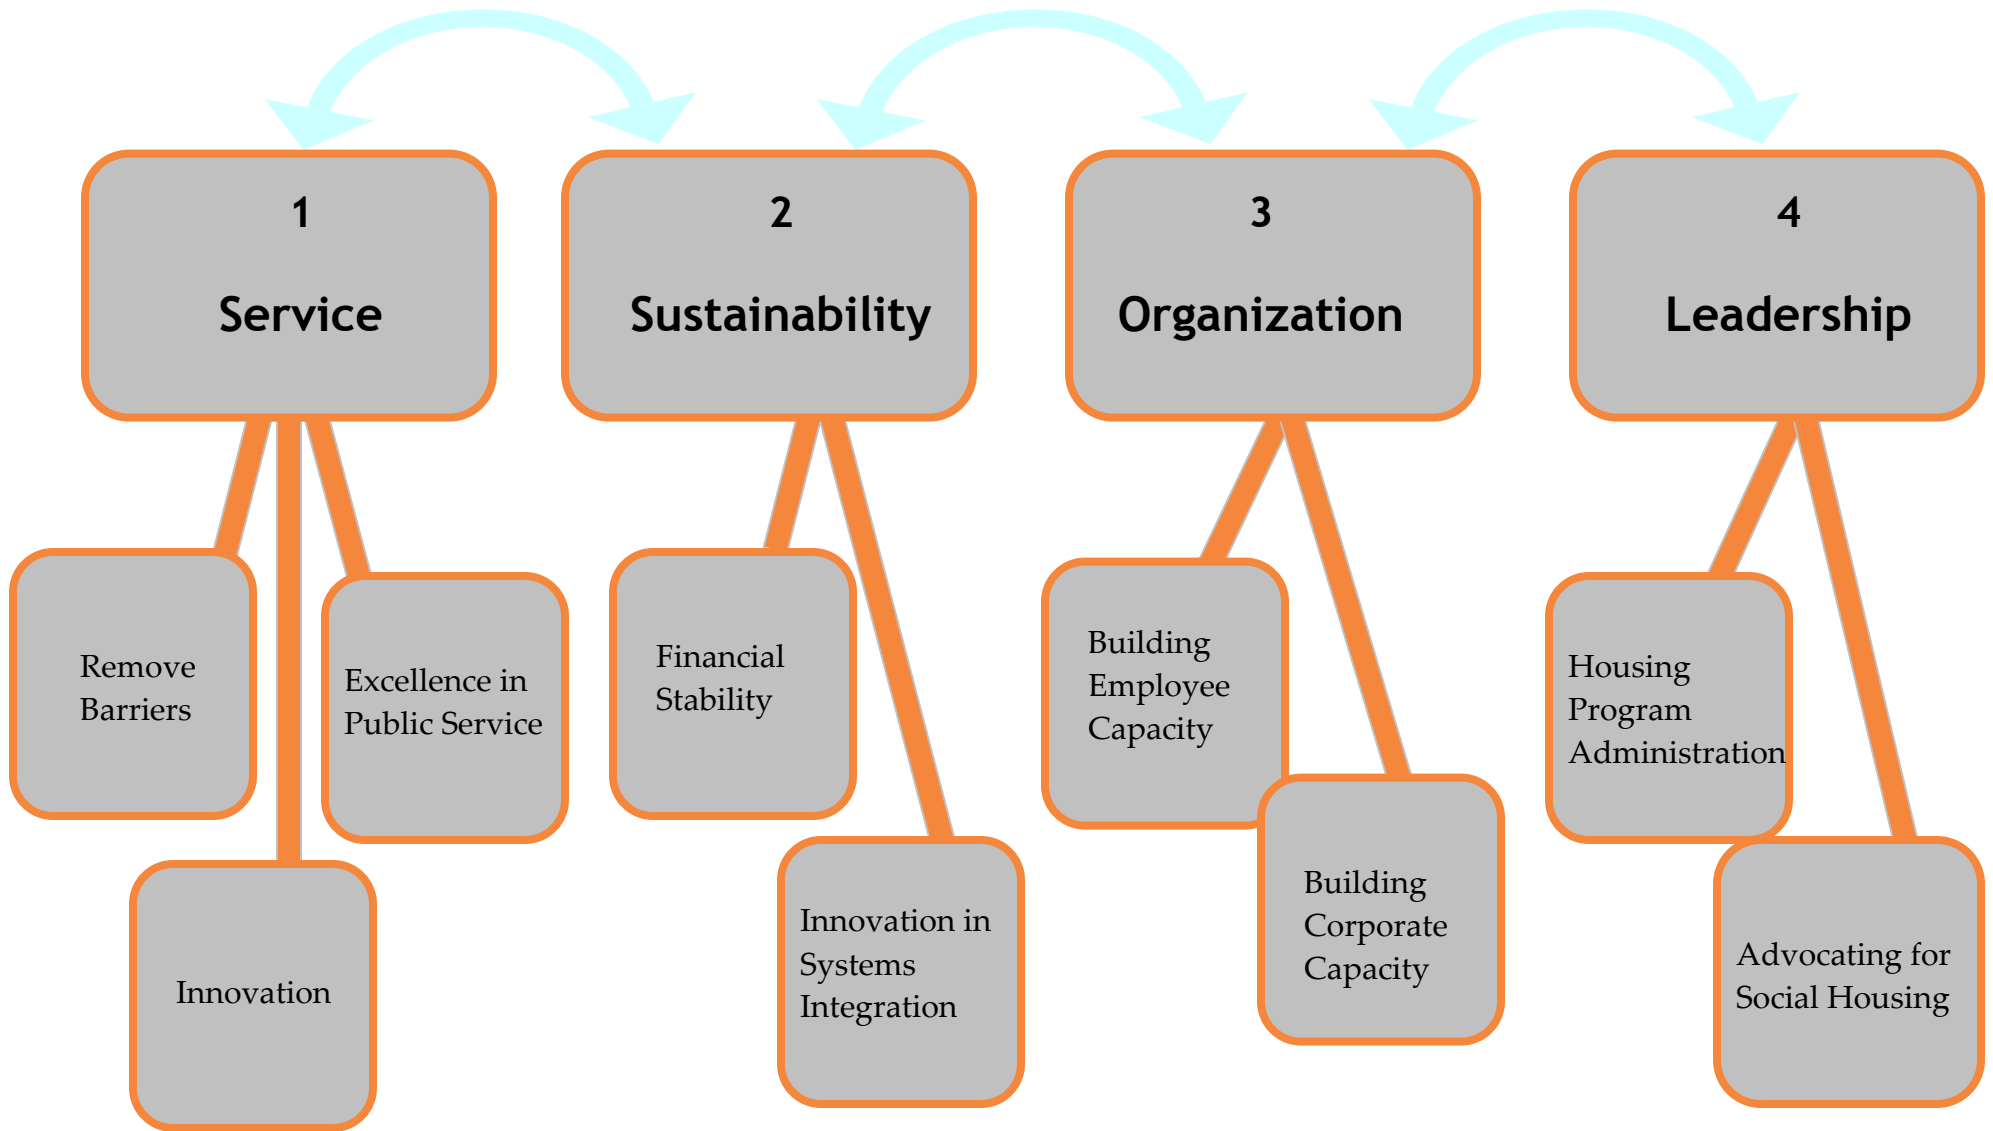 1
Service
2
Sustainability
3
Organization
4
Leadership
Remove
Barriers
Innovation
Excellence in
Public Service
Financial
Stability
Innovation in
Systems
Integration
Building
Employee
Capacity
Building
Corporate
Capacity
Housing
Program
Administration
Advocating for
Social Housing